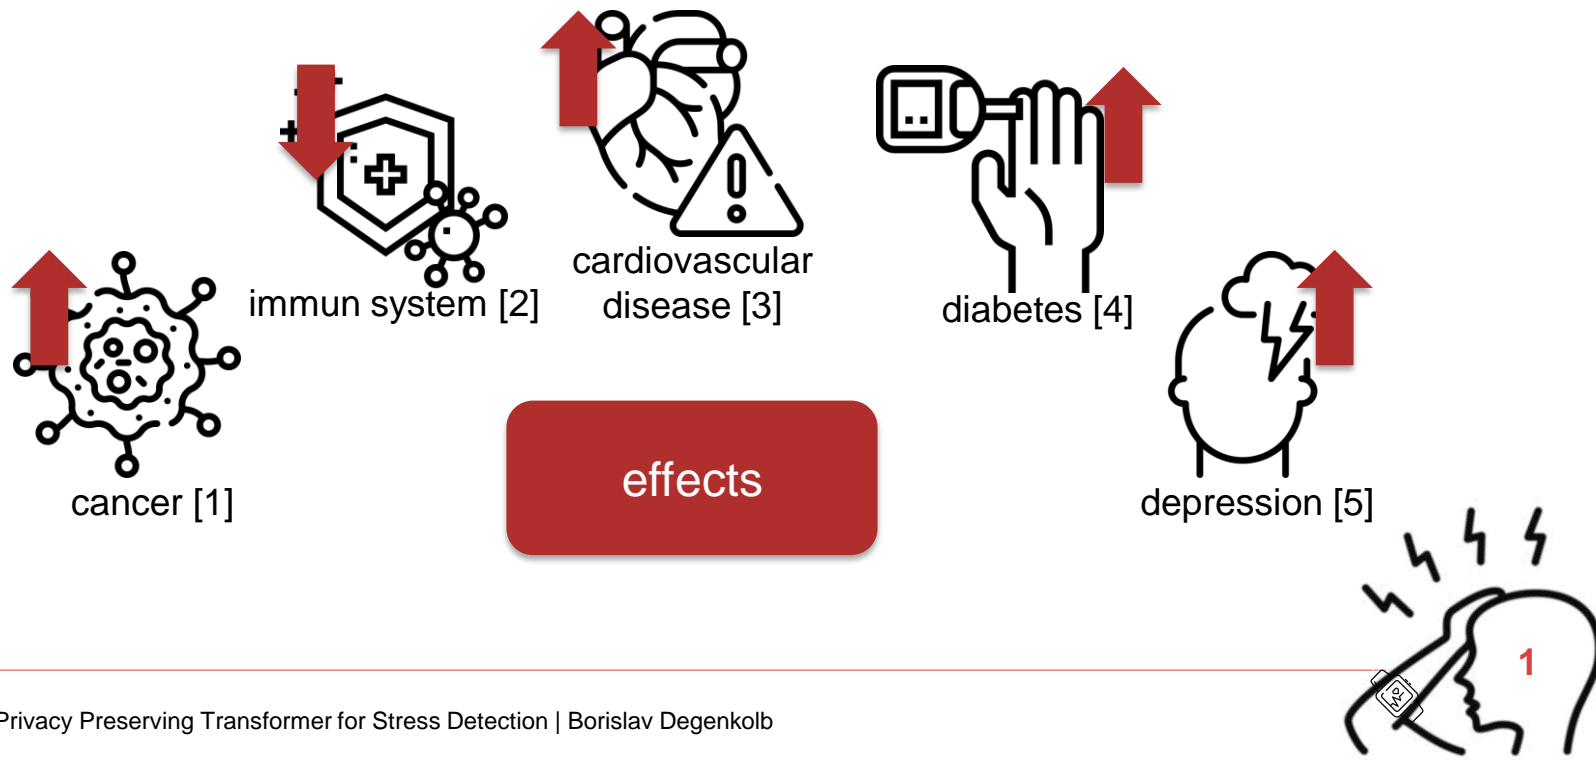 cancer [1]
immun system [2]
cardiovascular
disease [3]
diabetes [4]
depression [5]
effects
1
Privacy Preserving Transformer for Stress Detection | Borislav Degenkolb